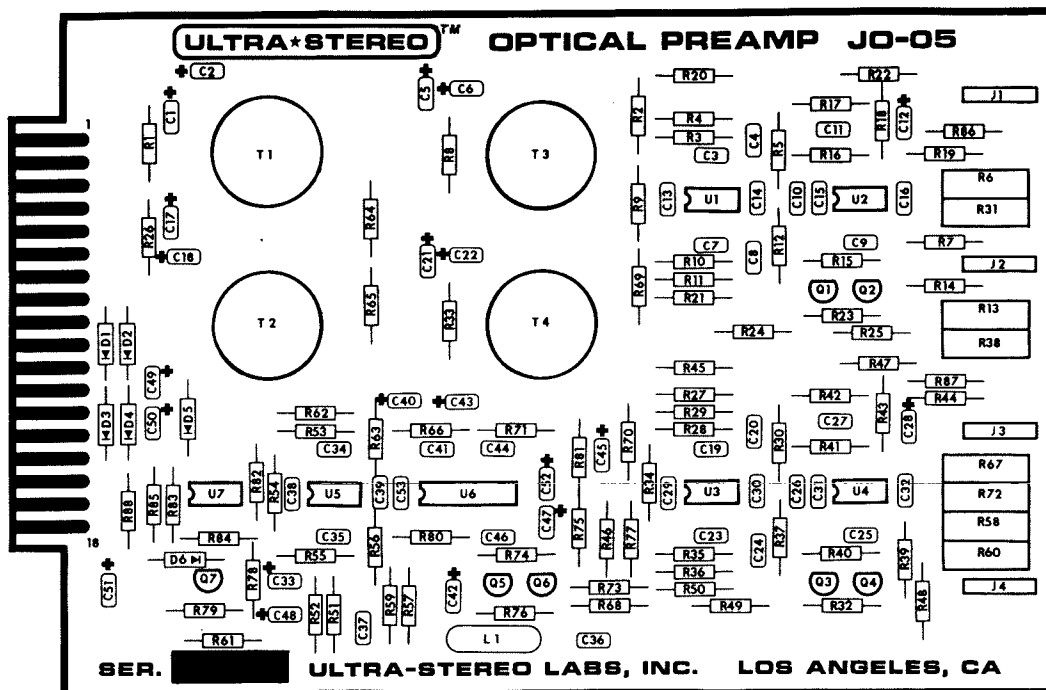 ULTRA★STEREO™ OPTICAL PREAMP JO-05
C2 C5 C6 R20 R22
C1 R1 T1 R8 T3 R2 R4 R3 C3 C4 R5 R17 C11 R16 R18 C12 J1 R86 R19
1
C17 R26 C18 R64 C21 C22 R9 C13 U1 C14 C10 C15 U2 C16 R6 R31
R69 C7 R10 R11 R21 C8 R12 C9 R15 R7 J2
T2 R65 R33 T4 Q1 Q2 R14 R23 R24 R25 R13 R38
D1 D2 C49 R45 R47
D3 D4 C50 D5 R62 R53 C34 R63 C40 C43 R66 C41 R71 C44 R27 R29 R28 C19 C20 R30 R42 C27 R41 R43 C28 R87 R44 J3
R81 C45 R70 C52 R34
R88 R85 R83 U7 R82 R54 C38 U5 C39 C53 U6 C47 C29 U3 C30 C26 C31 U4 C32 R67 R72 R58 R60
18
R84 C35 R55 R56 R80 C46 R74 R75 R46 R77 C23 R35 R36 R50 C24 R37 C25 R40 R39
C51 D6 Q7 R78 C33 C42 Q5 Q6 R73 R68 R49 Q3 Q4 R32 R48 J4
R79 C48 R52 R51 C37 R59 R57 R76
R61 L1 C36
SER. ULTRA-STEREO LABS, INC. LOS ANGELES, CA